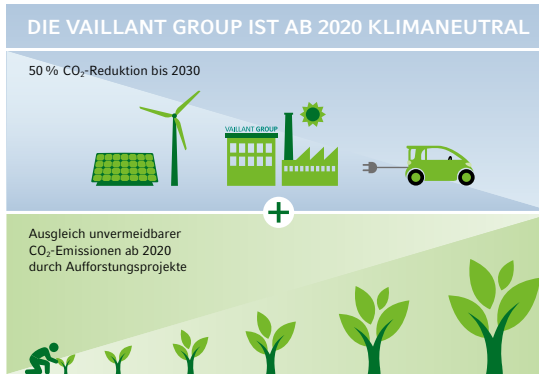 DIE VAILLANT GROUP IST AB 2020 KLIMANEUTRAL
50 % CO₂-Reduktion bis 2030
VAILLANT GROUP
Ausgleich unvermeidbarer
CO₂-Emissionen ab 2020
durch Aufforstungsprojekte